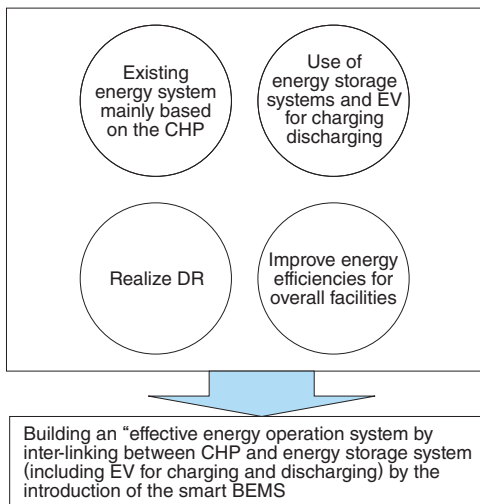 Existing
energy system
mainly based
on the CHP
Use of
energy storage
systems and EV
for charging
discharging
Realize DR
Improve energy
efficiencies for
overall facilities
Building an “effective energy operation system by
inter-linking between CHP and energy storage system
(including EV for charging and discharging) by the
introduction of the smart BEMS